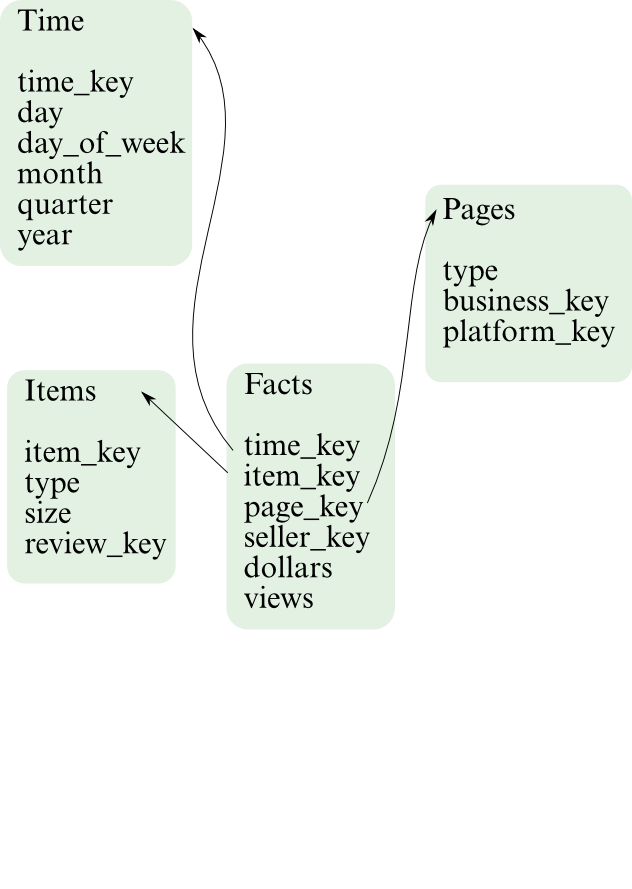 Time
time_key
day
day_of_week
month
quarter
year
Pages
type
business_key
platform_key
Items
item_key
type
size
review_key
Facts
time_key
item_key
page_key
seller_key
dollars
views